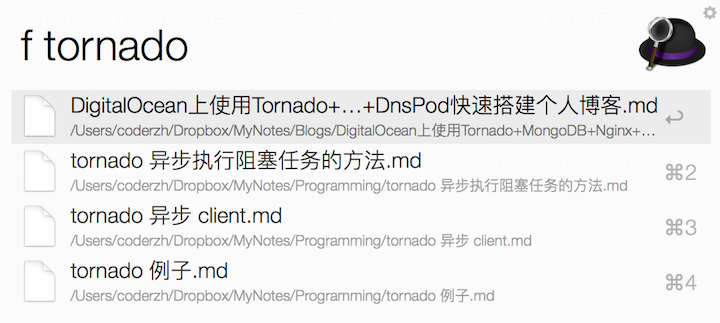 f tornado
DigitalOcean上使用Tornado+…+DnsPod快速搭建个人博客.md
/Users/coderzh/Dropbox/MyNotes/Blogs/DigitalOcean上使用Tornado+MongoDB+Nginx+…
tornado 异步执行阻塞任务的方法.md
⌘2
/Users/coderzh/Dropbox/MyNotes/Programming/tornado 异步执行阻塞任务的方法.md
tornado 异步 client.md
⌘3
/Users/coderzh/Dropbox/MyNotes/Programming/tornado 异步 client.md
tornado 例子.md
⌘4
/Users/coderzh/Dropbox/MyNotes/Programming/tornado 例子.md